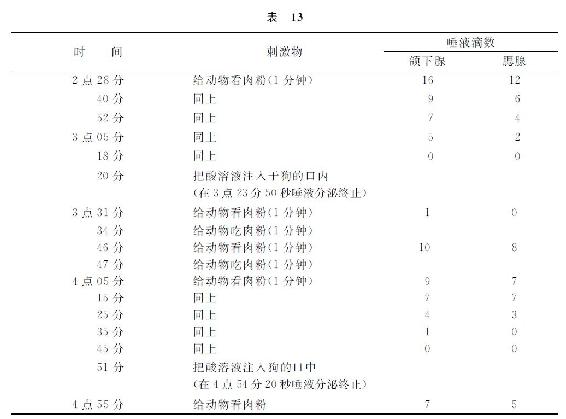 表 13
时 间 刺激物 唾液滴数
颌下腺 腮腺
2点28分 给动物看肉粉(1分钟) 16 12
40分 同上 9 6
52分 同上 7 4
3点05分 同上 5 2
18分 同上 0 0
20分 把酸溶液注入于狗的口内
(在3点23分50秒唾液分泌终止)
3点31分 给动物看肉粉(1分钟) 1 0
34分 给动物吃肉粉(1分钟)
46分 给动物看肉粉(1分钟) 10 8
47分 给动物吃肉粉(1分钟)
4点05分 给动物看肉粉(1分钟) 9 7
15分 同上 7 7
25分 同上 4 3
35分 同上 1 0
45分 同上 0 0
51分 把酸溶液注入狗的口中
(在4点54分20秒唾液分泌终止)
4点55分 给动物看肉粉 7 5